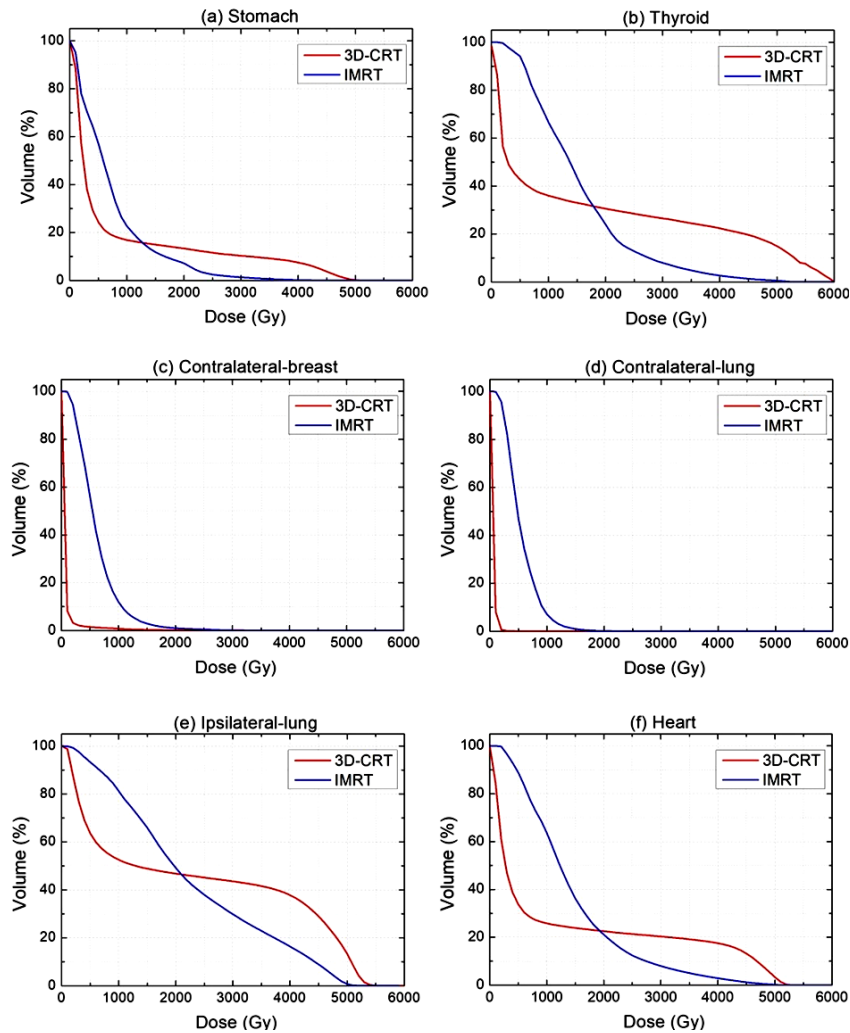 (a) Stomach
3D-CRT
IMRT
Volume (%)
100
80
60
40
20
0
0 1000 2000 3000 4000 5000 6000
Dose (Gy)
(b) Thyroid
3D-CRT
IMRT
Volume (%)
100
80
60
40
20
0
0 1000 2000 3000 4000 5000 6000
Dose (Gy)
(c) Contralateral-breast
3D-CRT
IMRT
Volume (%)
100
80
60
40
20
0
0 1000 2000 3000 4000 5000 6000
Dose (Gy)
(d) Contralateral-lung
3D-CRT
IMRT
Volume (%)
100
80
60
40
20
0
0 1000 2000 3000 4000 5000 6000
Dose (Gy)
(e) Ipsilateral-lung
3D-CRT
IMRT
Volume (%)
100
80
60
40
20
0
0 1000 2000 3000 4000 5000 6000
Dose (Gy)
(f) Heart
3D-CRT
IMRT
Volume (%)
100
80
60
40
20
0
0 1000 2000 3000 4000 5000 6000
Dose (Gy)